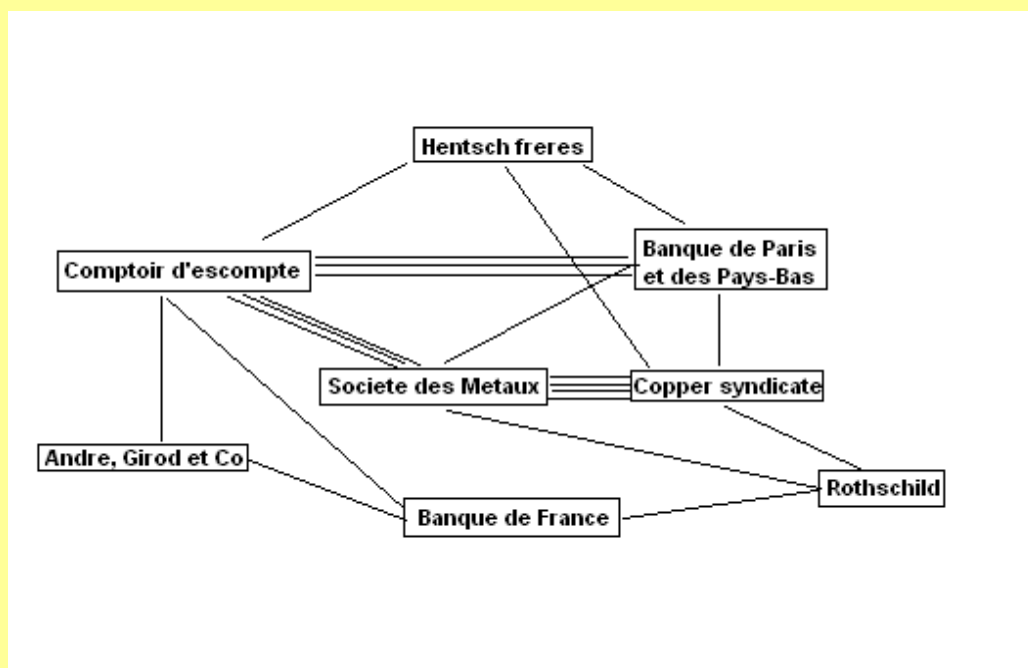 Hentsch freres
Comptoir d'escompte
Banque de Paris
et des Pays-Bas
Societe des Metaux
Copper syndicate
Andre, Girod et Co
Rothschild
Banque de France